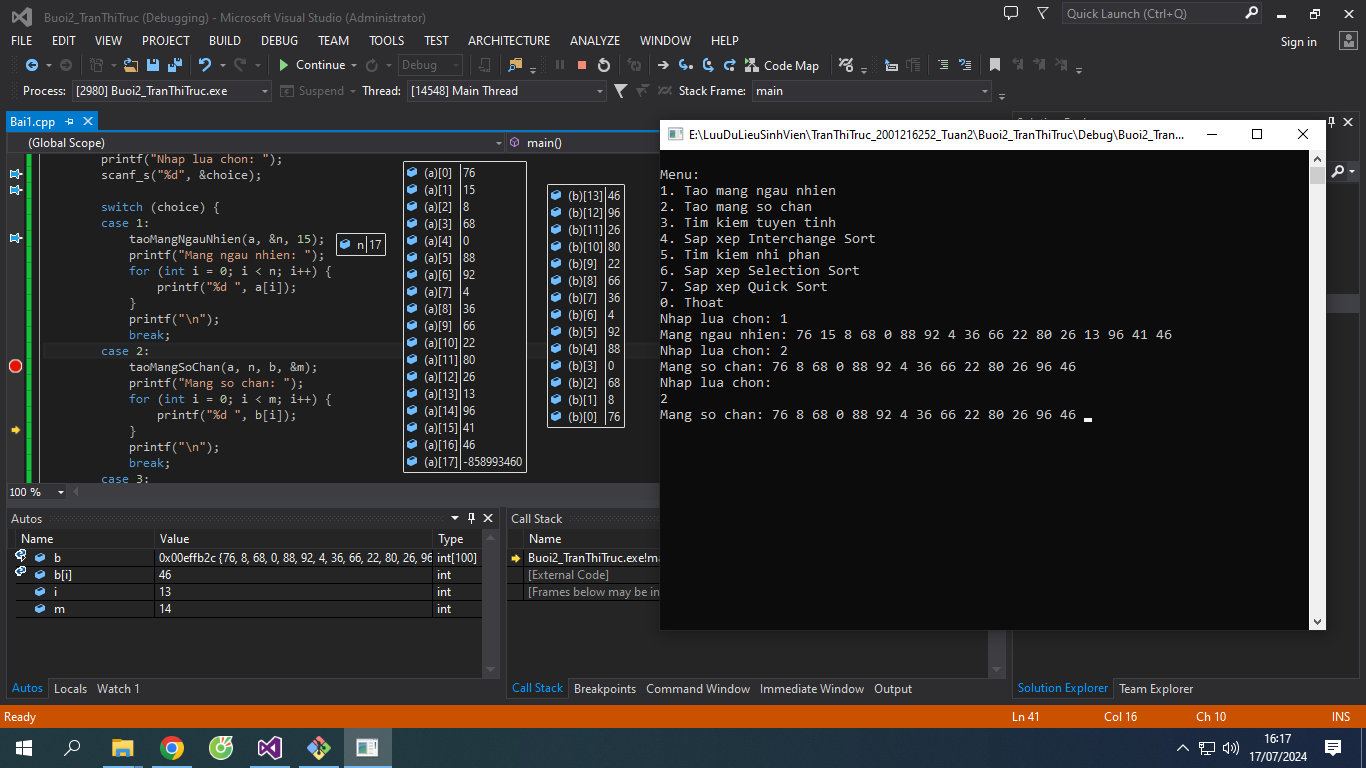 Buoi2_TranThiTruc (Debugging) - Microsoft Visual Studio (Administrator)
Quick Launch (Ctrl+Q)
FILE EDIT VIEW PROJECT BUILD DEBUG TEAM TOOLS TEST ARCHITECTURE ANALYZE WINDOW HELP
Sign in
Continue Debug Code Map
Process: [2980] Buoi2_TranThiTruc.exe Suspend Thread: [14548] Main Thread Stack Frame: main
Bai1.cpp
(Global Scope) main()
printf("Nhap lua chon: ");
scanf_s("%d", &choice);
switch (choice) {
case 1:
taoMangNgauNhien(a, &n, 15);
printf("Mang ngau nhien: ");
for (int i = 0; i < n; i++) {
printf("%d ", a[i]);
}
printf("\n");
break;
case 2:
taoMangSoChan(a, n, b, &m);
printf("Mang so chan: ");
for (int i = 0; i < m; i++) {
printf("%d ", b[i]);
}
printf("\n");
break;
case 3:
n 17
(a)[0] 76
(a)[1] 15
(a)[2] 8
(a)[3] 68
(a)[4] 0
(a)[5] 88
(a)[6] 92
(a)[7] 4
(a)[8] 36
(a)[9] 66
(a)[10] 22
(a)[11] 80
(a)[12] 26
(a)[13] 13
(a)[14] 96
(a)[15] 41
(a)[16] 46
(a)[17] -858993460
(b)[13] 46
(b)[12] 96
(b)[11] 26
(b)[10] 80
(b)[9] 22
(b)[8] 66
(b)[7] 36
(b)[6] 4
(b)[5] 92
(b)[4] 88
(b)[3] 0
(b)[2] 68
(b)[1] 8
(b)[0] 76
E:\LuuDuLieuSinhVien\TranThiTruc_2001216252_Tuan2\Buoi2_TranThiTruc\Debug\Buoi2_Tran...
Menu:
1. Tao mang ngau nhien
2. Tao mang so chan
3. Tim kiem tuyen tinh
4. Sap xep Interchange Sort
5. Tim kiem nhi phan
6. Sap xep Selection Sort
7. Sap xep Quick Sort
0. Thoat
Nhap lua chon: 1
Mang ngau nhien: 76 15 8 68 0 88 92 4 36 66 22 80 26 13 96 41 46
Nhap lua chon: 2
Mang so chan: 76 8 68 0 88 92 4 36 66 22 80 26 96 46
Nhap lua chon:
2
Mang so chan: 76 8 68 0 88 92 4 36 66 22 80 26 96 46
100 %
Autos
Name Value Type
b 0x00effb2c {76, 8, 68, 0, 88, 92, 4, 36, 66, 22, 80, 26, 96 int[100]
b[i] 46 int
i 13 int
m 14 int
Autos Locals Watch 1
Call Stack
Name
Buoi2_TranThiTruc.exe!ma
[External Code]
[Frames below may be in
Call Stack Breakpoints Command Window Immediate Window Output
Solution Explorer Team Explorer
Ready Ln 41 Col 16 Ch 10 INS
16:17
17/07/2024